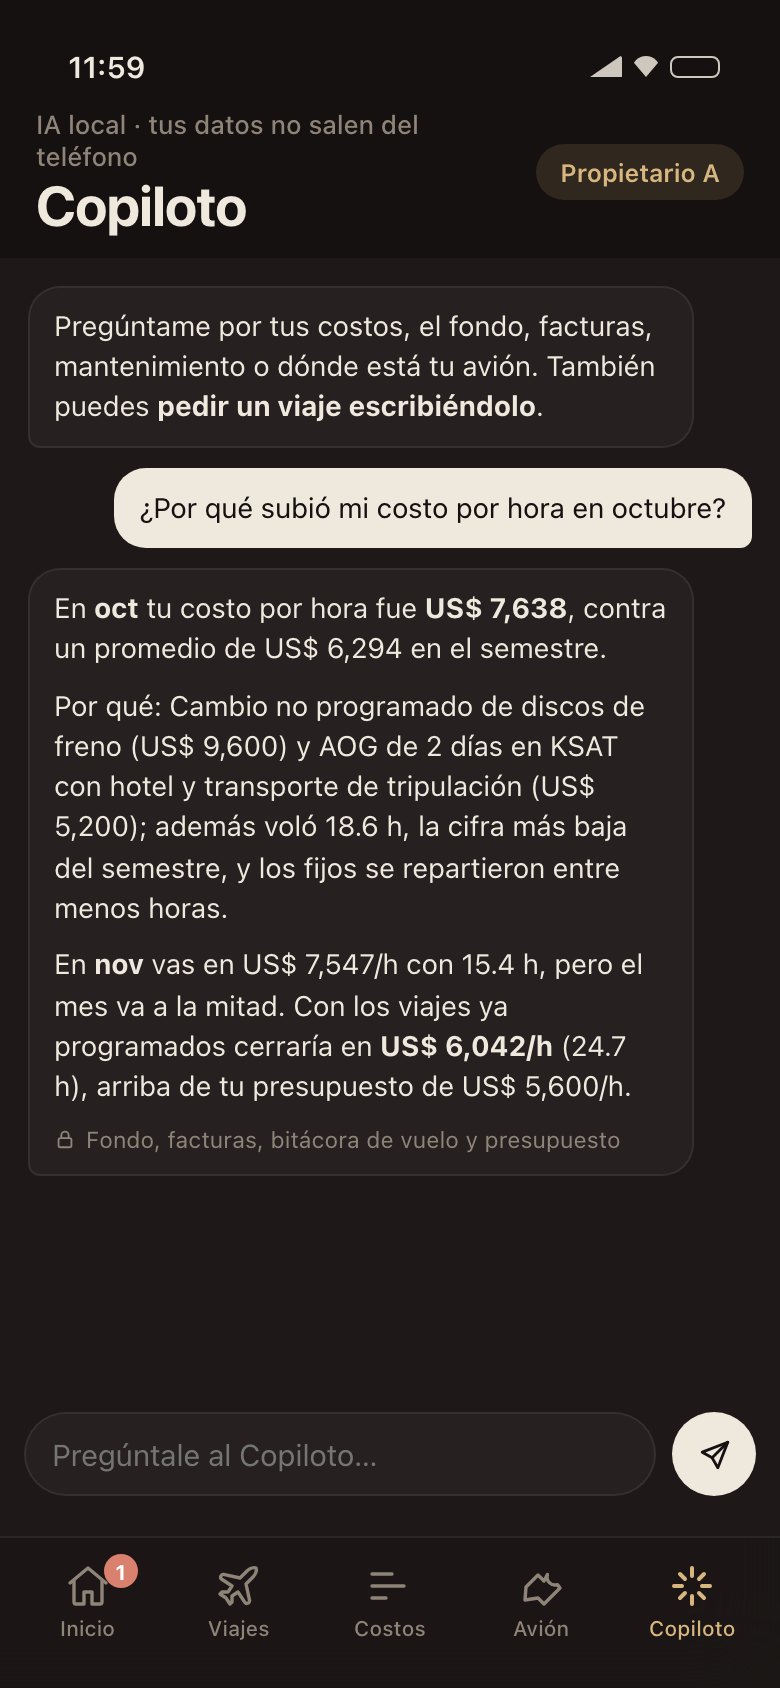 11:59
IA local · tus datos no salen del
teléfono
Copiloto
Propietario A
Pregúntame por tus costos, el fondo, facturas,
mantenimiento o dónde está tu avión. También
puedes pedir un viaje escribiéndolo.
¿Por qué subió mi costo por hora en octubre?
En oct tu costo por hora fue US$ 7,638, contra
un promedio de US$ 6,294 en el semestre.
Por qué: Cambio no programado de discos de
freno (US$ 9,600) y AOG de 2 días en KSAT
con hotel y transporte de tripulación (US$
5,200); además voló 18.6 h, la cifra más baja
del semestre, y los fijos se repartieron entre
menos horas.
En nov vas en US$ 7,547/h con 15.4 h, pero el
mes va a la mitad. Con los viajes ya
programados cerraría en US$ 6,042/h (24.7
h), arriba de tu presupuesto de US$ 5,600/h.
Fondo, facturas, bitácora de vuelo y presupuesto
Pregúntale al Copiloto...
1
Inicio
Viajes
Costos
Avión
Copiloto